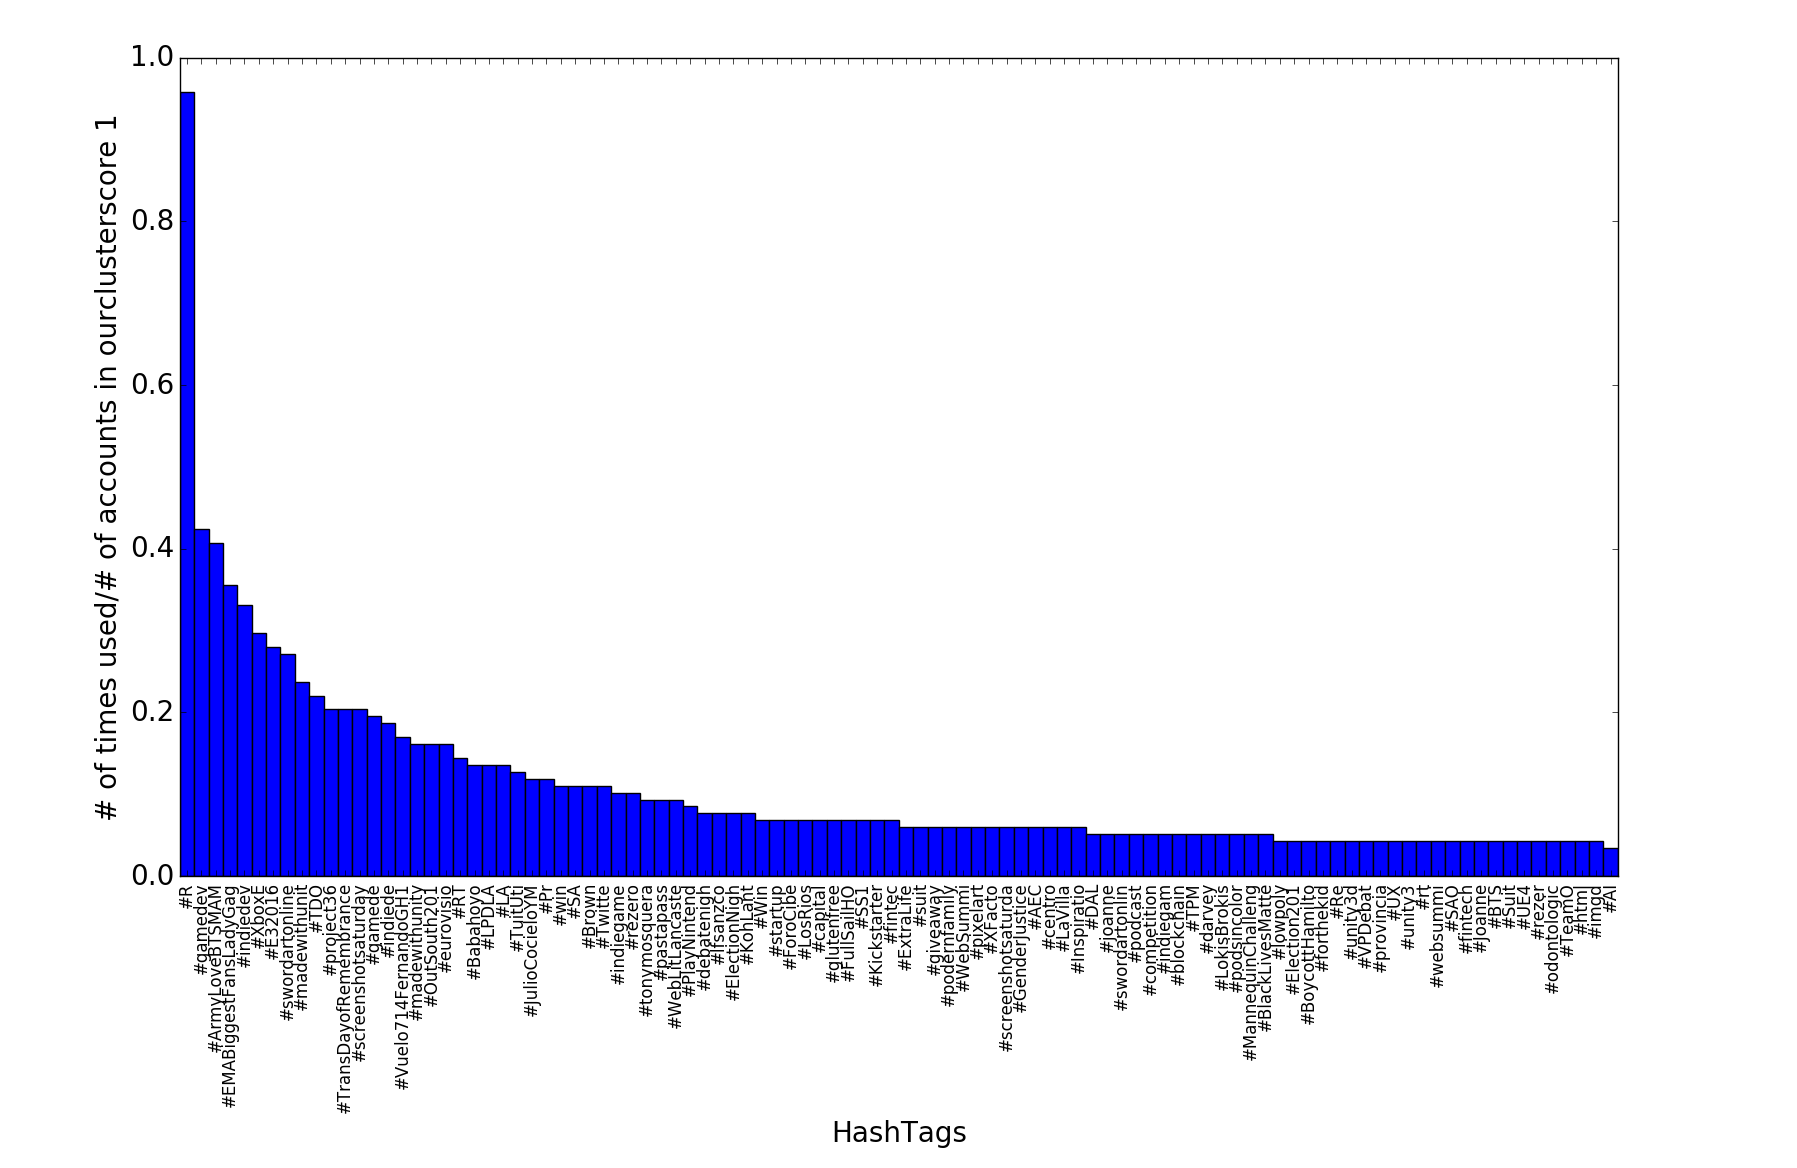 # of times used/# of accounts in ourclusterscore 1
1.0
0.8
0.6
0.4
0.2
0.0
#R
#gamedev
#ArmyLoveBTSMAM
#EMABiggestFansLadyGag
#indiedev
#XboxE
#E32016
#swordartonline
#madewithunit
#TDO
#project36
#TransDayofRemembrance
#screenshotsaturday
#gamede
#indiede
#Vuelo714FernandoGH1
#madewithunity
#OutSouth201
#eurovisio
#RT
#Babahoyo
#LPDLA
#LA
#TuitUti
#JulioCocieloYM
#Pr
#win
#SA
#Brown
#Twitte
#indiegame
#rezero
#tonymosquera
#pastapass
#WebLitLancaste
#PlayNintend
#debatenigh
#lfsanzco
#ElectionNigh
#KohLant
#Win
#startup
#ForoCibe
#LosRios
#capital
#glutenfree
#FullSailHO
#SS1
#Kickstarter
#fintec
#ExtraLife
#suit
#giveaway
#podernfamily
#WebSummi
#pixelart
#XFacto
#screenshotsaturda
#GenderJustice
#AEC
#centro
#LaVilla
#Inspiratio
#DAL
#joanne
#swordartonlin
#podcast
#competition
#indiegam
#blockchain
#TPM
#darvey
#LokisBrokis
#podsincolor
#MannequinChalleng
#BlackLivesMatte
#lowpoly
#Election201
#BoycottHamilto
#forthekid
#Re
#unity3d
#VPDebat
#provincia
#UX
#unity3
#rt
#websummi
#SAO
#fintech
#Joanne
#BTS
#Suit
#UE4
#rezer
#odontologic
#TeamO
#html
#imgd
#AI
HashTags